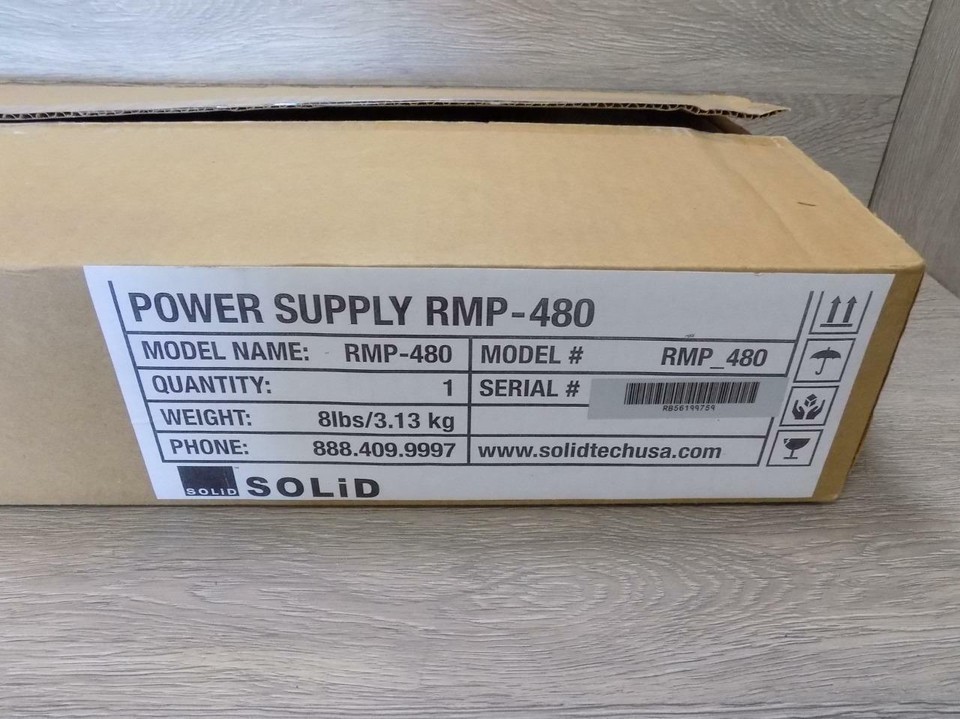 POWER SUPPLY RMP-480
MODEL NAME: RMP-480 MODEL # RMP_480
QUANTITY: 1 SERIAL #
RB56199759
WEIGHT: 8lbs/3.13 kg
PHONE: 888.409.9997 www.solidtechusa.com
SOLiD SOLiD